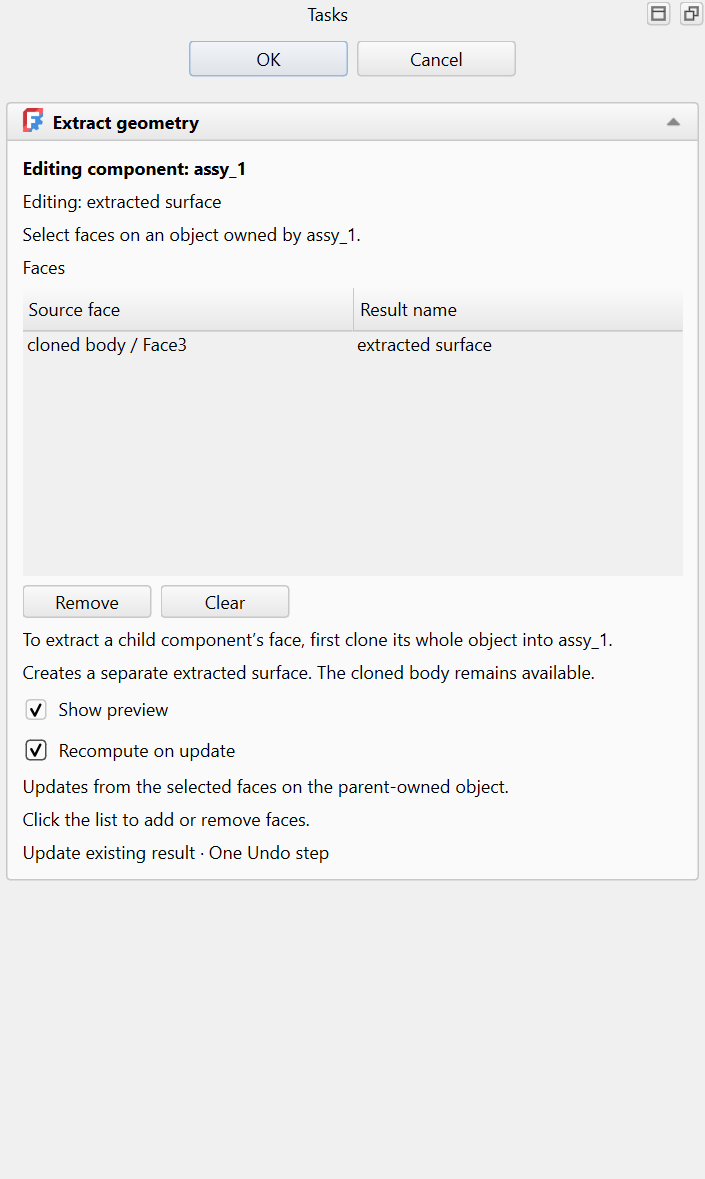 Tasks
OK Cancel
Extract geometry
Editing component: assy_1
Editing: extracted surface
Select faces on an object owned by assy_1.
Faces
Source face Result name
cloned body / Face3 extracted surface
Remove Clear
To extract a child component’s face, first clone its whole object into assy_1.
Creates a separate extracted surface. The cloned body remains available.
Show preview
Recompute on update
Updates from the selected faces on the parent-owned object.
Click the list to add or remove faces.
Update existing result · One Undo step